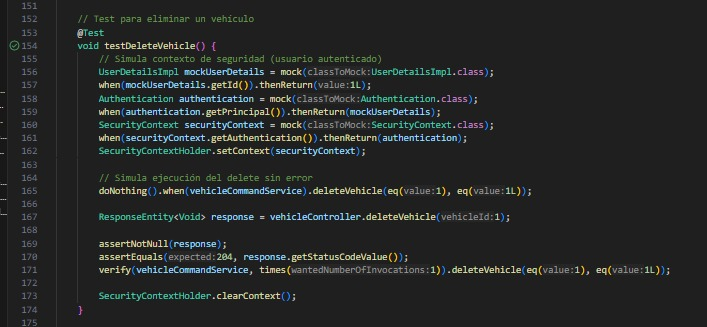 151
152 // Test para eliminar un vehículo
153 @Test
154 void testDeleteVehicle() {
155 // Simula contexto de seguridad (usuario autenticado)
156 UserDetailsImpl mockUserDetails = mock(classToMock:UserDetailsImpl.class);
157 when(mockUserDetails.getId()).thenReturn(value:1L);
158 Authentication authentication = mock(classToMock:Authentication.class);
159 when(authentication.getPrincipal()).thenReturn(mockUserDetails);
160 SecurityContext securityContext = mock(classToMock:SecurityContext.class);
161 when(securityContext.getAuthentication()).thenReturn(authentication);
162 SecurityContextHolder.setContext(securityContext);
163
164 // Simula ejecución del delete sin error
165 doNothing().when(vehicleCommandService).deleteVehicle(eq(value:1), eq(value:1L));
166
167 ResponseEntity<Void> response = vehicleController.deleteVehicle(vehicleId:1);
168
169 assertNotNull(response);
170 assertEquals(expected:204, response.getStatusCodeValue());
171 verify(vehicleCommandService, times(wantedNumberOfInvocations:1)).deleteVehicle(eq(value:1), eq(value:1L));
172
173 SecurityContextHolder.clearContext();
174 }
175